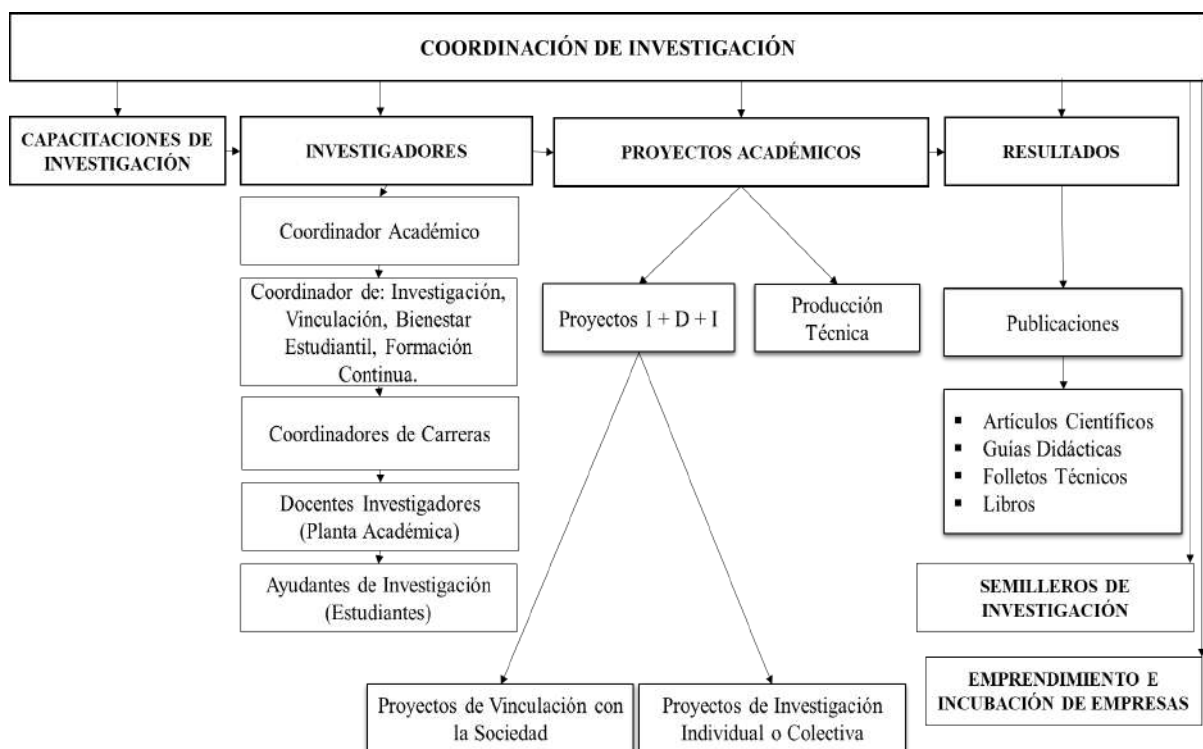 COORDINACIÓN DE INVESTIGACIÓN
CAPACITACIONES DE
INVESTIGACIÓN
INVESTIGADORES
PROYECTOS ACADÉMICOS
RESULTADOS
Coordinador Académico
Coordinador de: Investigación,
Vinculación, Bienestar
Estudiantil, Formación
Continua.
Coordinadores de Carreras
Docentes Investigadores
(Planta Académica)
Ayudantes de Investigación
(Estudiantes)
Proyectos I + D + I
Producción
Técnica
Proyectos de Vinculación con
la Sociedad
Proyectos de Investigación
Individual o Colectiva
Publicaciones
▪ Artículos Científicos
▪ Guías Didácticas
▪ Folletos Técnicos
▪ Libros
SEMILLEROS DE
INVESTIGACIÓN
EMPRENDIMIENTO E
INCUBACIÓN DE EMPRESAS